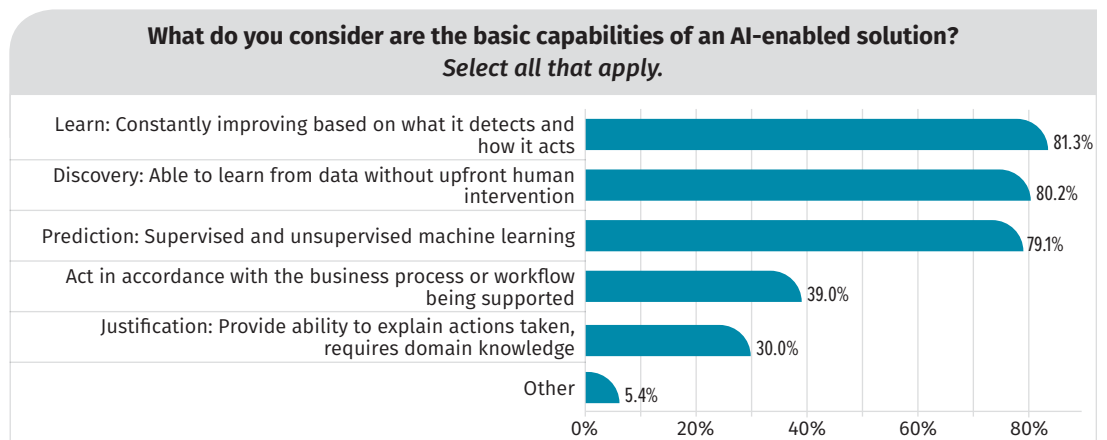 What do you consider are the basic capabilities of an AI-enabled solution?
Select all that apply.
Learn: Constantly improving based on what it detects and
how it acts
81.3%
Discovery: Able to learn from data without upfront human
intervention
80.2%
Prediction: Supervised and unsupervised machine learning
79.1%
Act in accordance with the business process or workflow
being supported
39.0%
Justification: Provide ability to explain actions taken,
requires domain knowledge
30.0%
Other
5.4%
0% 20% 40% 60% 80%